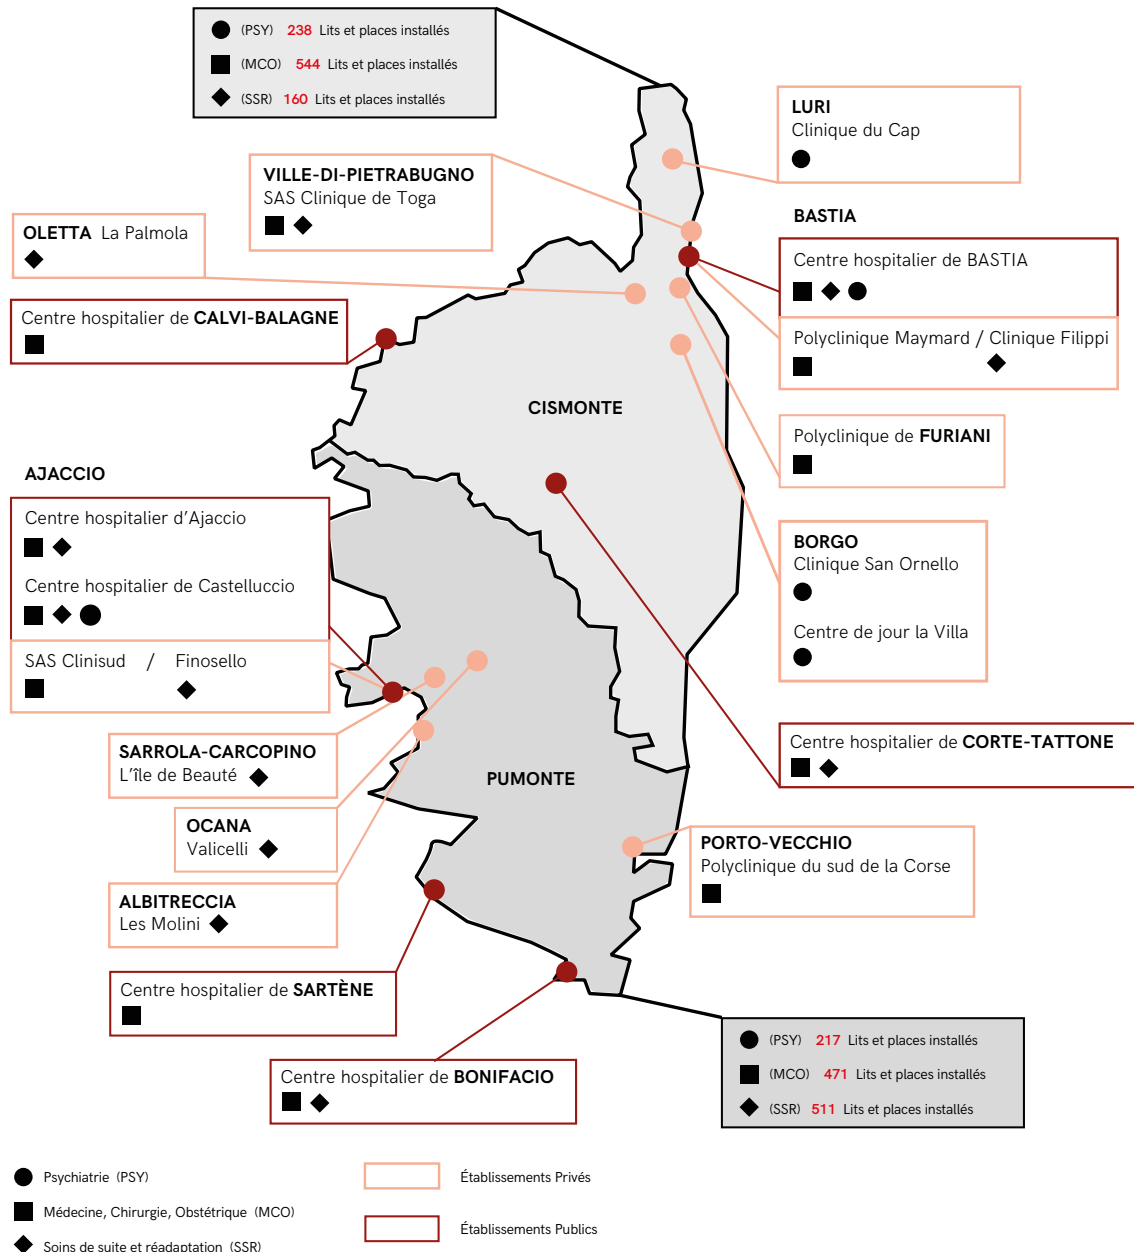 (PSY) 238 Lits et places installés
(MCO) 544 Lits et places installés
(SSR) 160 Lits et places installés
LURI
Clinique du Cap
VILLE-DI-PIETRABUGNO
SAS Clinique de Toga
BASTIA
OLETTA La Palmola
Centre hospitalier de BASTIA
Centre hospitalier de CALVI-BALAGNE
Polyclinique Maymard / Clinique Filippi
CISMONTE
Polyclinique de FURIANI
AJACCIO
Centre hospitalier d'Ajaccio
Centre hospitalier de Castelluccio
SAS Clinisud / Finosello
BORGO
Clinique San Ornello
Centre de jour la Villa
SARROLA-CARCOPINO
L'île de Beauté
Centre hospitalier de CORTE-TATTONE
PUMONTE
OCANA
Valicelli
PORTO-VECCHIO
Polyclinique du sud de la Corse
ALBITRECCIA
Les Molini
Centre hospitalier de SARTÈNE
Centre hospitalier de BONIFACIO
(PSY) 217 Lits et places installés
(MCO) 471 Lits et places installés
(SSR) 511 Lits et places installés
Psychiatrie (PSY)
Médecine, Chirurgie, Obstétrique (MCO)
Soins de suite et réadaptation (SSR)
Établissements Privés
Établissements Publics